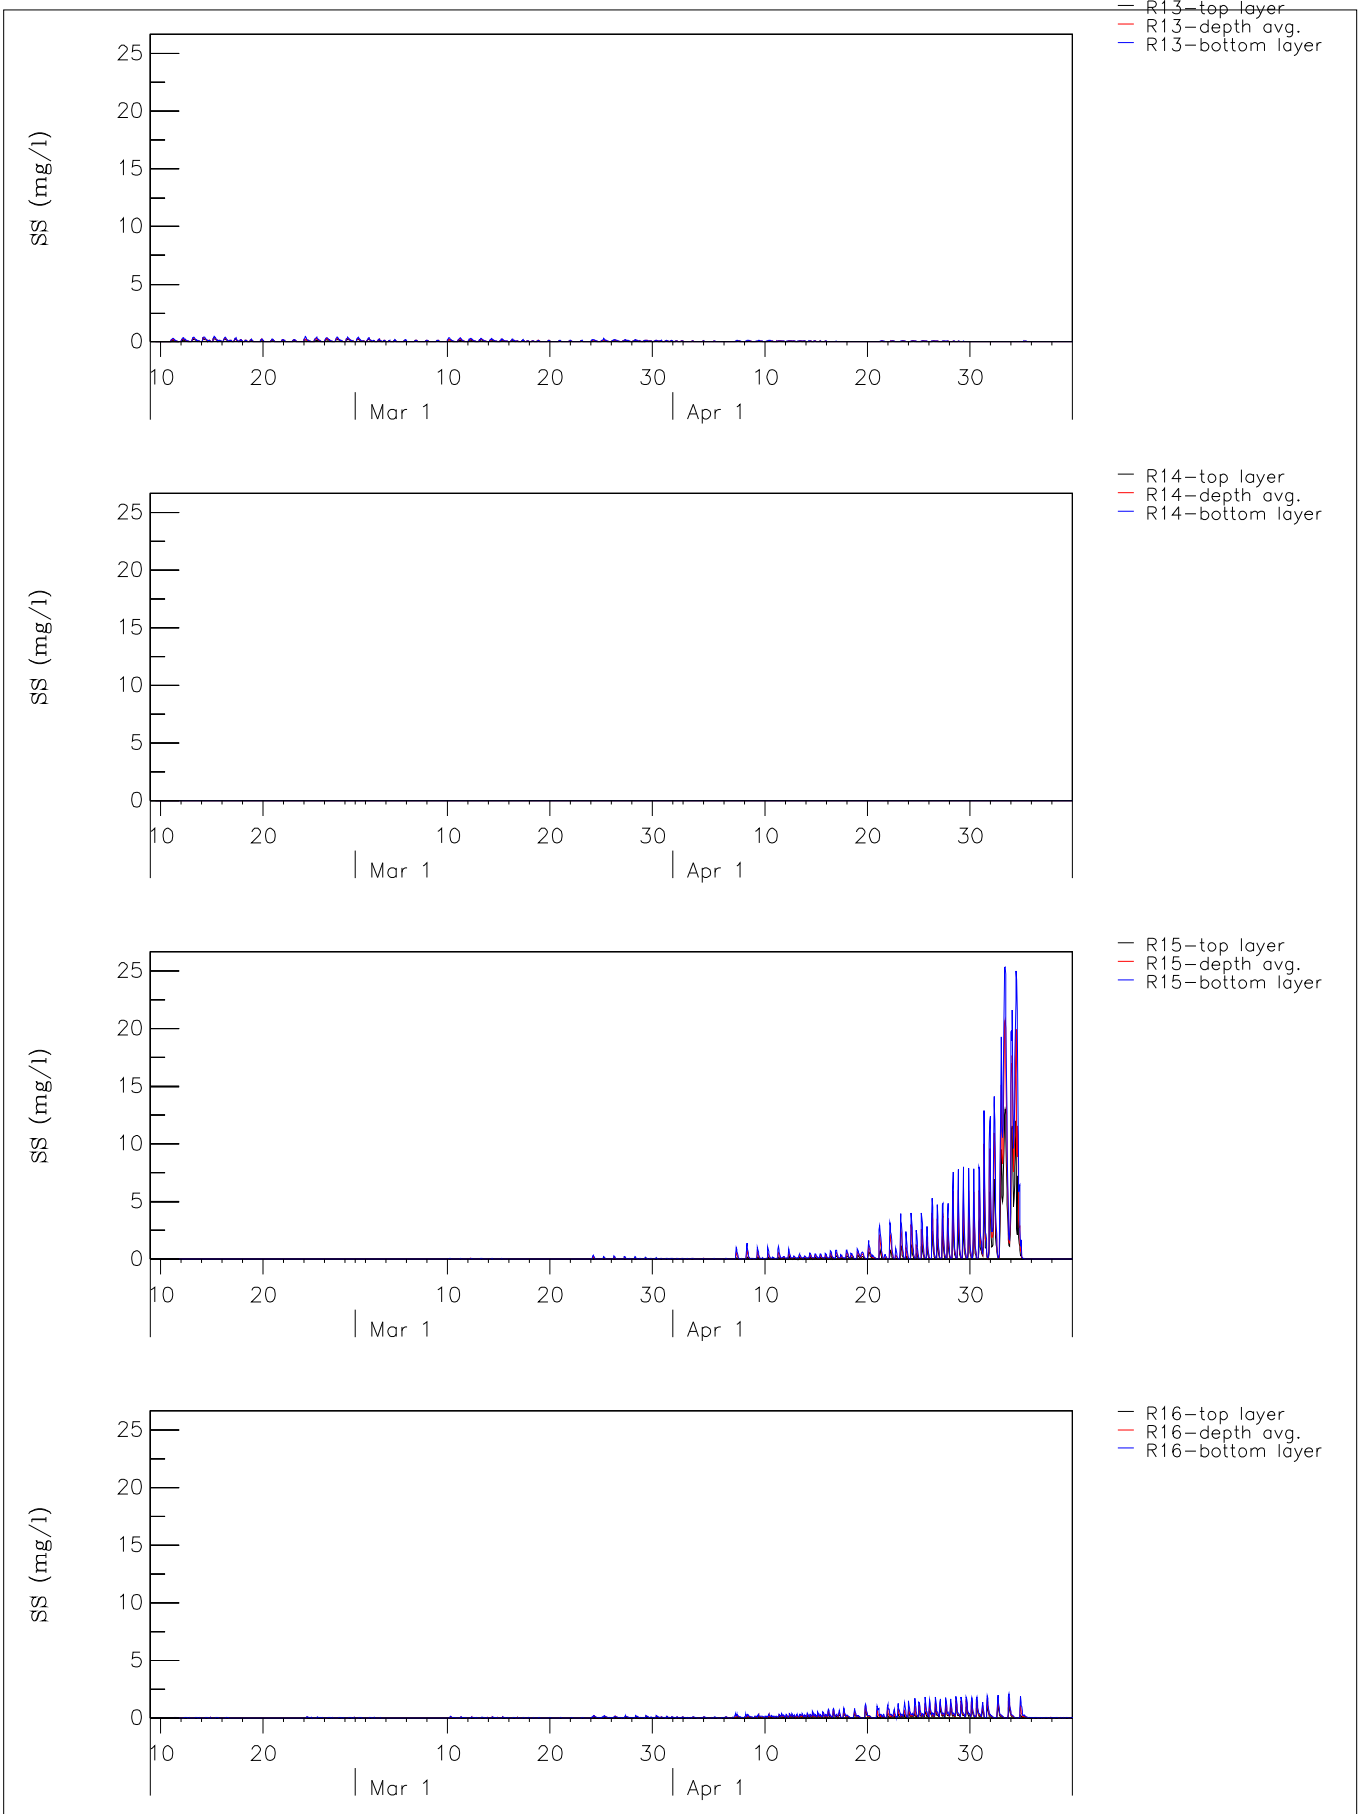 R13-top layer
R13-depth avg.
R13-bottom layer
SS (mg/l)
25
20
15
10
5
0
10 20 10 20 30 10 20 30
Mar 1 Apr 1
R14-top layer
R14-depth avg.
R14-bottom layer
SS (mg/l)
25
20
15
10
5
0
10 20 10 20 30 10 20 30
Mar 1 Apr 1
R15-top layer
R15-depth avg.
R15-bottom layer
SS (mg/l)
25
20
15
10
5
0
10 20 10 20 30 10 20 30
Mar 1 Apr 1
R16-top layer
R16-depth avg.
R16-bottom layer
SS (mg/l)
25
20
15
10
5
0
10 20 10 20 30 10 20 30
Mar 1 Apr 1